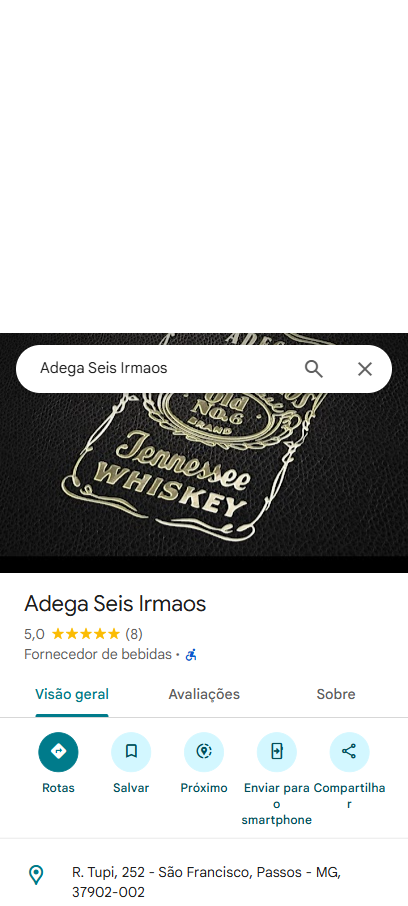 ADEG
Adega Seis Irmaos
Old
No.6
BRAND
Tennessee
WHISKEY
Adega Seis Irmaos
5,0 (8)
Fornecedor de bebidas ·
Visão geral Avaliações Sobre
Rotas Salvar Próximo Enviar para o smartphone Compartilhar
R. Tupi, 252 - São Francisco, Passos - MG,
37902-002